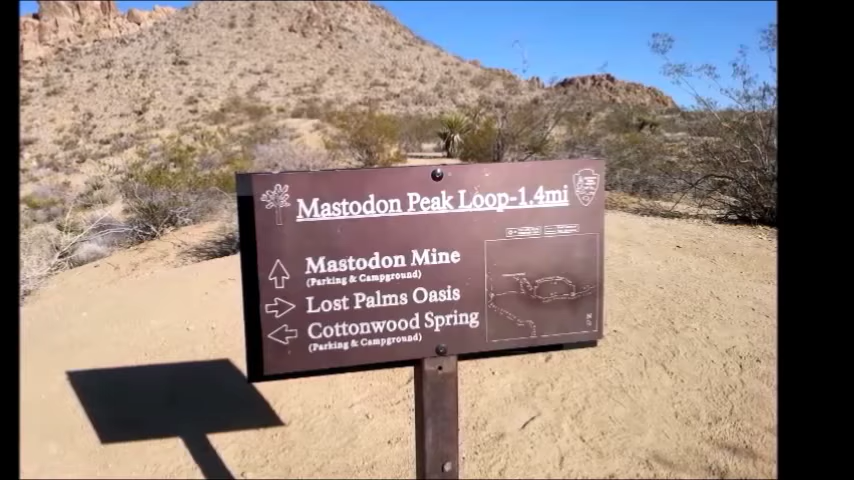 Mastodon Peak Loop-1.4mi
Mastodon Mine
(Parking & Campground)
Lost Palms Oasis
Cottonwood Spring
(Parking & Campground)